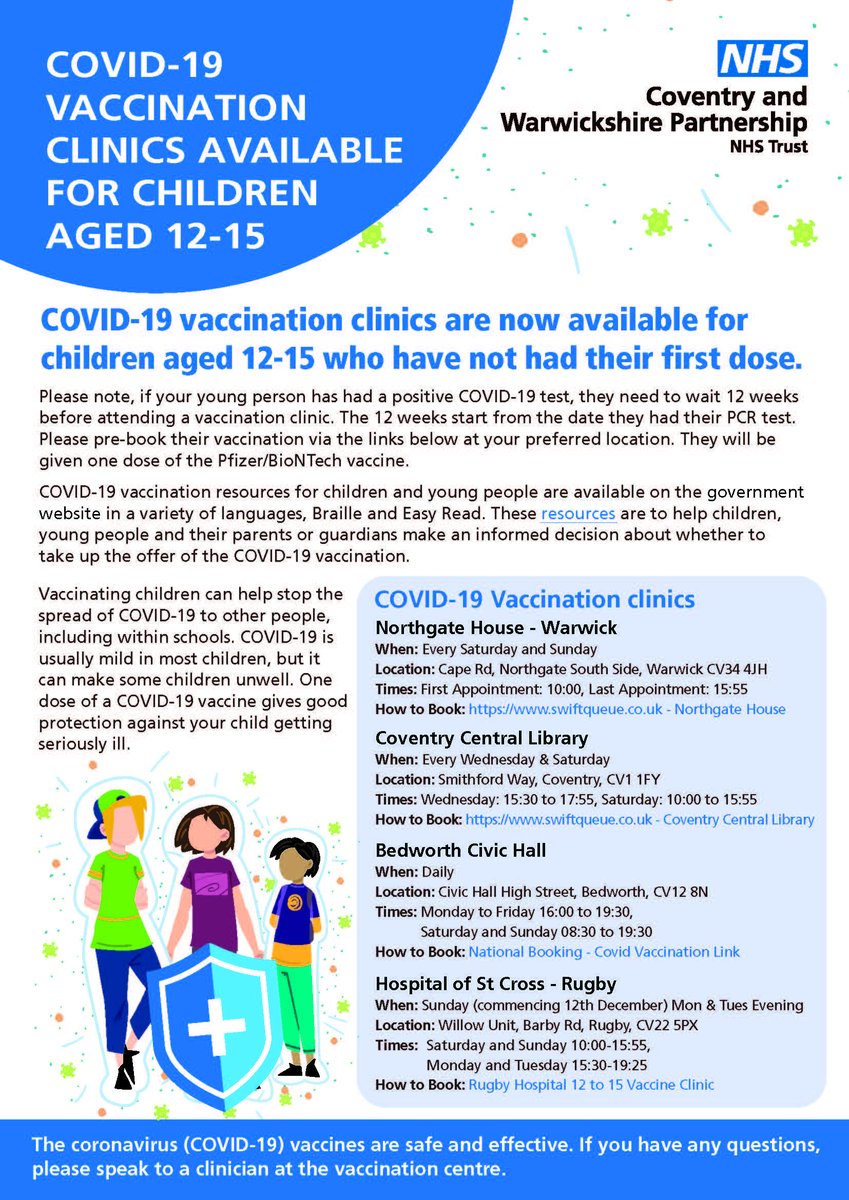 COVID-19
VACCINATION
CLINICS AVAILABLE
FOR CHILDREN
AGED 12-15
NHS
Coventry and
Warwickshire Partnership
NHS Trust
COVID-19 vaccination clinics are now available for
children aged 12-15 who have not had their first dose.
Please note, if your young person has had a positive COVID-19 test, they need to wait 12 weeks
before attending a vaccination clinic. The 12 weeks start from the date they had their PCR test.
Please pre-book their vaccination via the links below at your preferred location. They will be
given one dose of the Pfizer/BioNTech vaccine.
COVID-19 vaccination resources for children and young people are available on the government
website in a variety of languages, Braille and Easy Read. These resources are to help children,
young people and their parents or guardians make an informed decision about whether to
take up the offer of the COVID-19 vaccination.
Vaccinating children can help stop the
spread of COVID-19 to other people,
including within schools. COVID-19 is
usually mild in most children, but it
can make some children unwell. One
dose of a COVID-19 vaccine gives good
protection against your child getting
seriously ill.
COVID-19 Vaccination clinics
Northgate House - Warwick
When: Every Saturday and Sunday
Location: Cape Rd, Northgate South Side, Warwick CV34 4JH
Times: First Appointment: 10:00, Last Appointment: 15:55
How to Book: https://www.swiftqueue.co.uk - Northgate House
Coventry Central Library
When: Every Wednesday & Saturday
Location: Smithford Way, Coventry, CV1 1FY
Times: Wednesday: 15:30 to 17:55, Saturday: 10:00 to 15:55
How to Book: https://www.swiftqueue.co.uk - Coventry Central Library
Bedworth Civic Hall
When: Daily
Location: Civic Hall High Street, Bedworth, CV12 8N
Times: Monday to Friday 16:00 to 19:30,
Saturday and Sunday 08:30 to 19:30
How to Book: National Booking - Covid Vaccination Link
Hospital of St Cross - Rugby
When: Sunday (commencing 12th December) Mon & Tues Evening
Location: Willow Unit, Barby Rd, Rugby, CV22 5PX
Times: Saturday and Sunday 10:00-15:55,
Monday and Tuesday 15:30-19:25
How to Book: Rugby Hospital 12 to 15 Vaccine Clinic
The coronavirus (COVID-19) vaccines are safe and effective. If you have any questions,
please speak to a clinician at the vaccination centre.